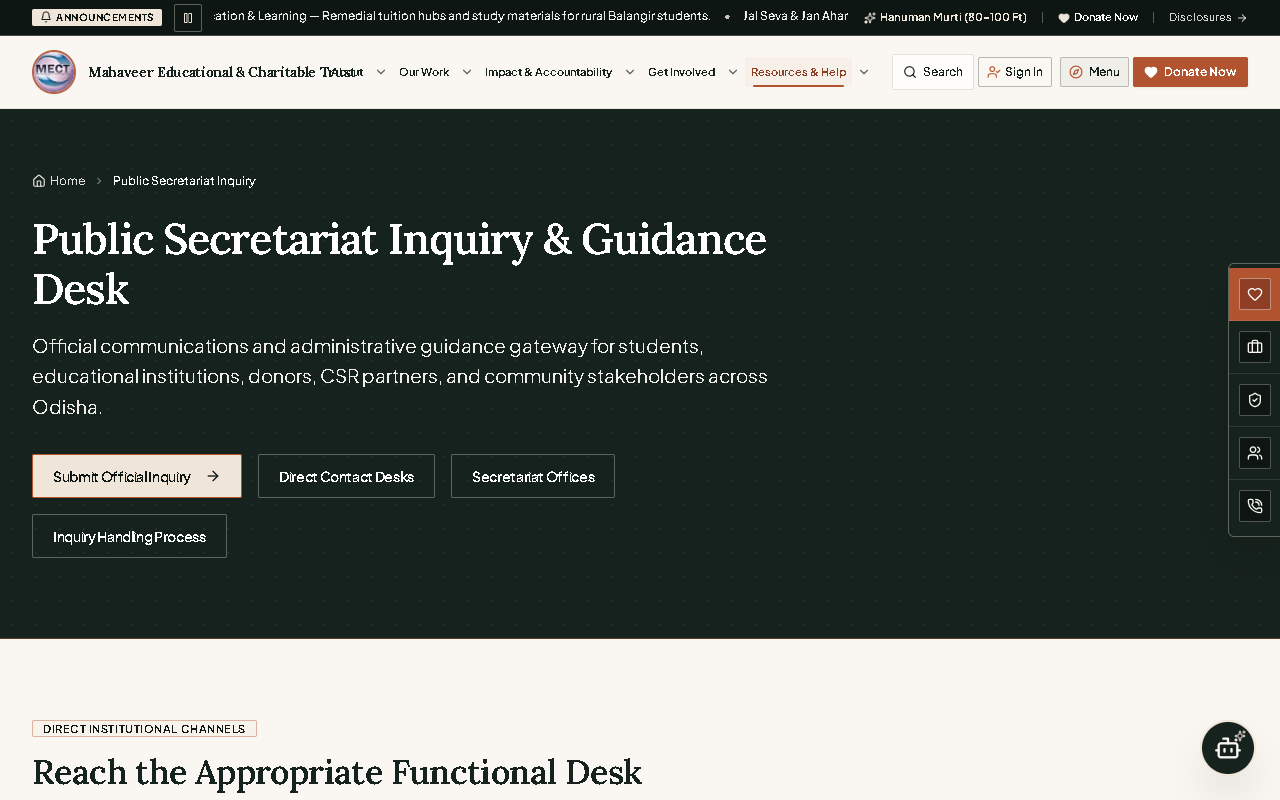 ANNOUNCEMENTS
ation & Learning — Remedial tuition hubs and study materials for rural Balangir students. • Jal Seva & Jan Ahar
Hanuman Murti (80–100 Ft)
Donate Now
Disclosures →
MECT
Mahaveer Educational & Charitable Trust
About
Our Work
Impact & Accountability
Get Involved
Resources & Help
Search
Sign In
Menu
Donate Now
Home > Public Secretariat Inquiry
Public Secretariat Inquiry & Guidance
Desk
Official communications and administrative guidance gateway for students,
educational institutions, donors, CSR partners, and community stakeholders across
Odisha.
Submit Official Inquiry →
Direct Contact Desks
Secretariat Offices
Inquiry Handling Process
DIRECT INSTITUTIONAL CHANNELS
Reach the Appropriate Functional Desk